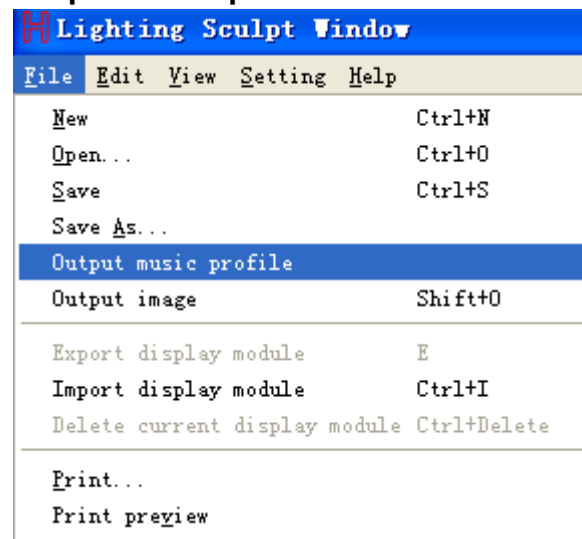 Lighting Sculpt Window
File Edit View Setting Help
New Ctrl+N
Open... Ctrl+O
Save Ctrl+S
Save As...
Output music profile
Output image Shift+O
Export display module E
Import display module Ctrl+I
Delete current display module Ctrl+Delete
Print...
Print preview